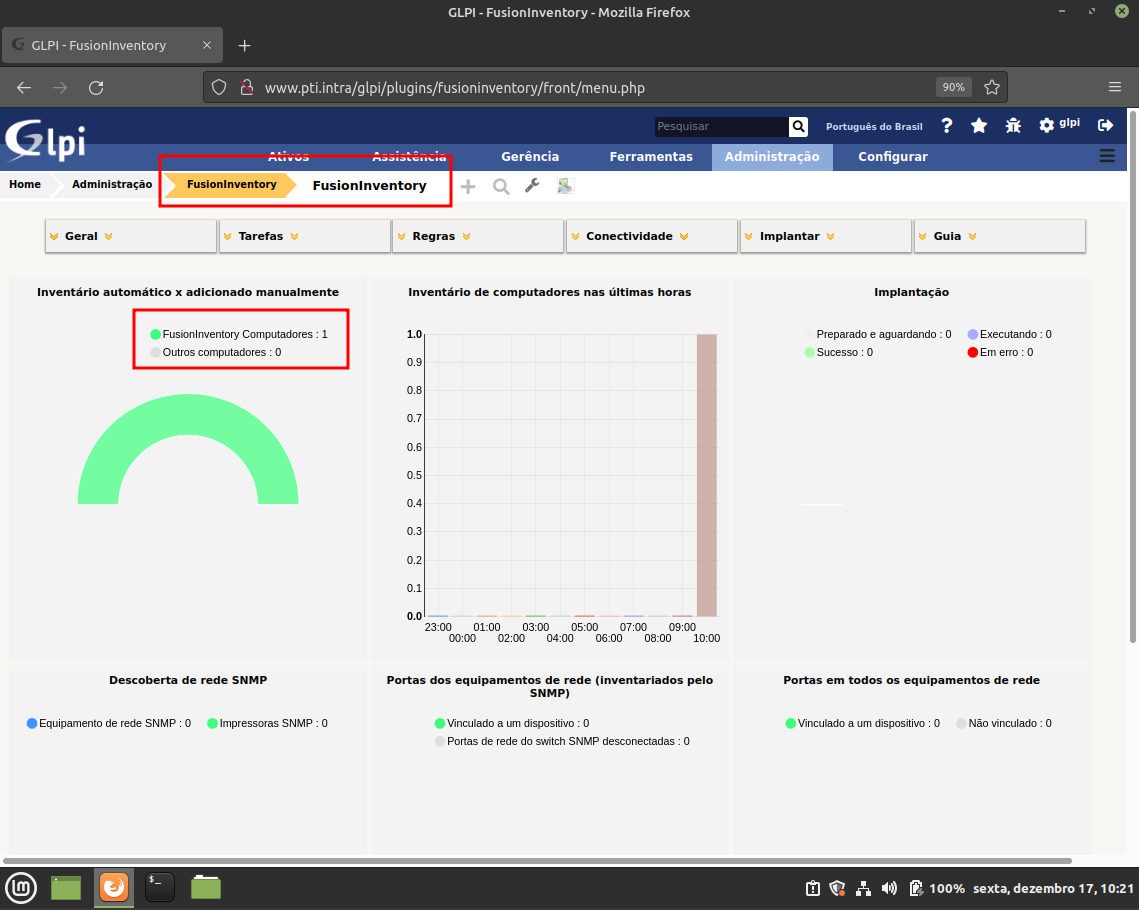 GLPI - FusionInventory - Mozilla Firefox
GLPI - FusionInventory
www.pti.intra/glpi/plugins/fusioninventory/front/menu.php
90%
Glpi
Pesquisar
Português do Brasil
glpi
Ativos Assistência Gerência Ferramentas Administração Configurar
Home Administração FusionInventory FusionInventory
Geral Tarefas Regras Conectividade Implantar Guia
Inventário automático x adicionado manualmente
FusionInventory Computadores : 1
Outros computadores : 0
Inventário de computadores nas últimas horas
1.0
0.9
0.8
0.7
0.6
0.5
0.4
0.3
0.2
0.1
0.0
23:00 01:00 03:00 05:00 07:00 09:00
00:00 02:00 04:00 06:00 08:00 10:00
Implantação
Preparado e aguardando : 0 Executando : 0
Sucesso : 0 Em erro : 0
Descoberta de rede SNMP
Equipamento de rede SNMP : 0 Impressoras SNMP : 0
Portas dos equipamentos de rede (inventariados pelo
SNMP)
Vinculado a um dispositivo : 0
Portas de rede do switch SNMP desconectadas : 0
Portas em todos os equipamentos de rede
Vinculado a um dispositivo : 0 Não vinculado : 0
100% sexta, dezembro 17, 10:21